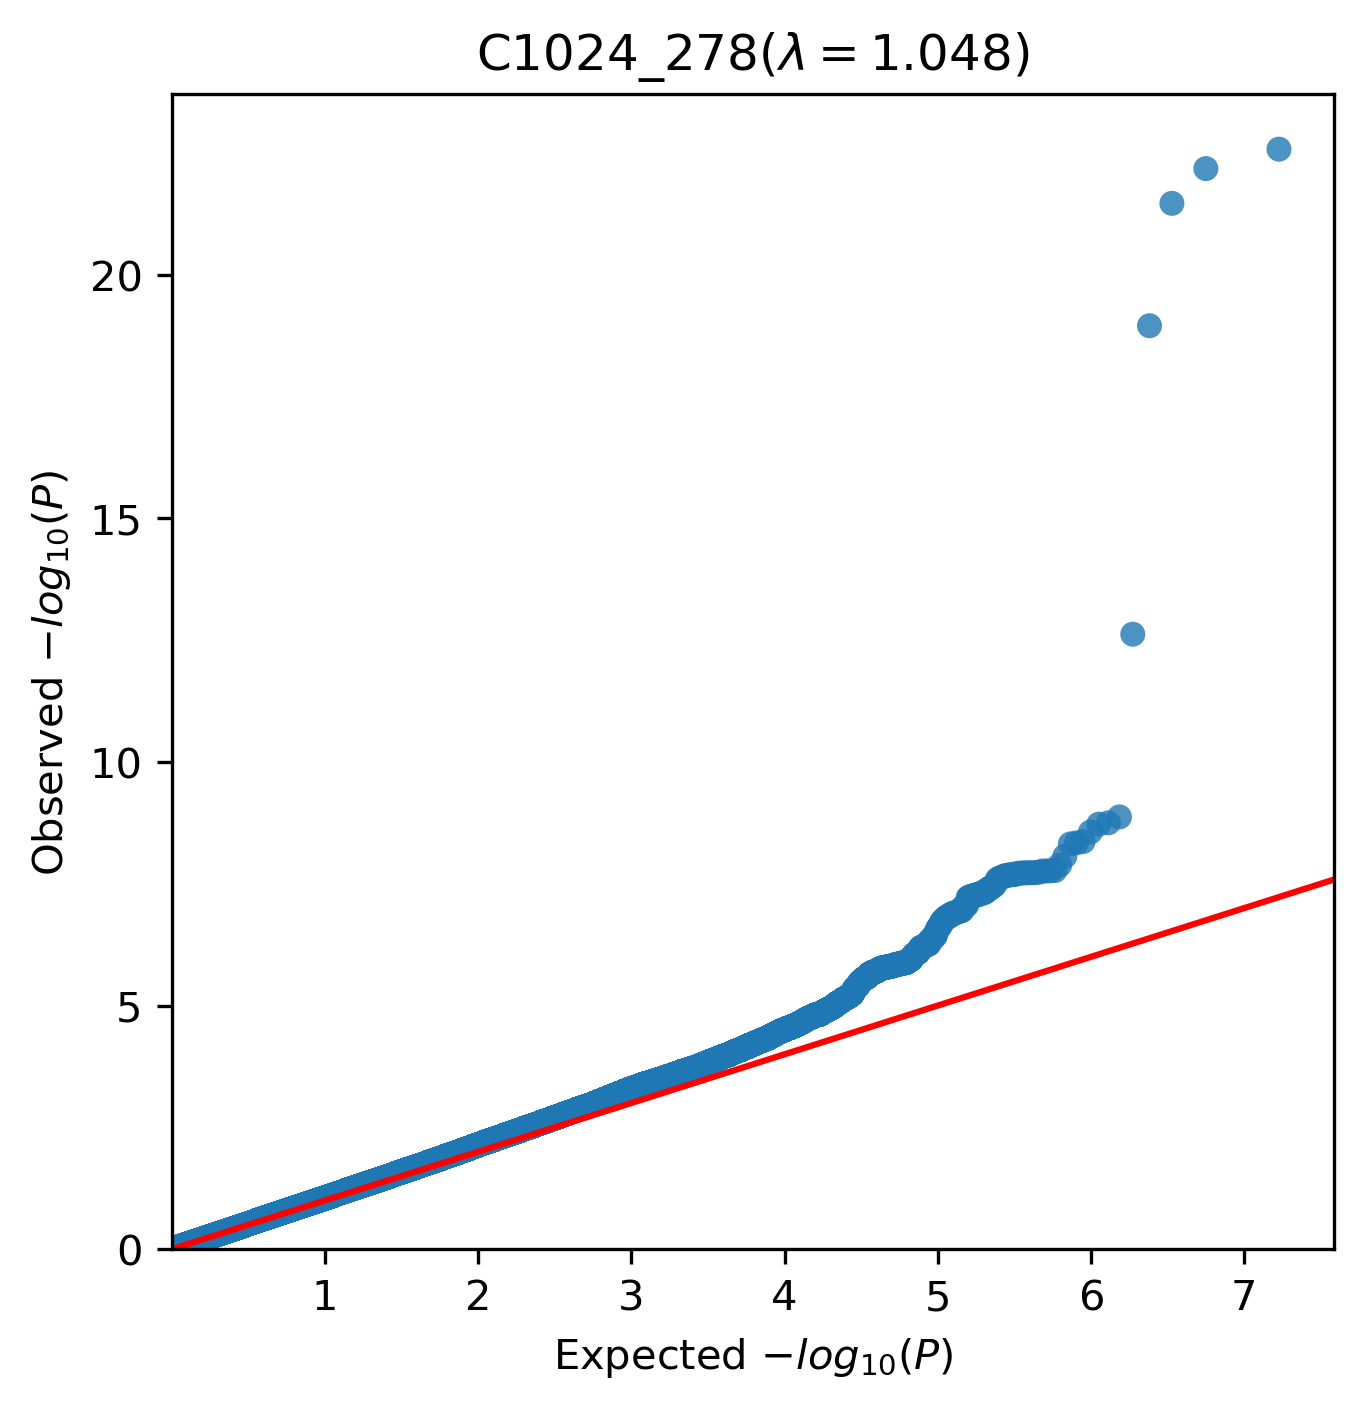 C1024_278(λ = 1.048)
Observed −log₁₀(P)
20
15
10
5
0
1 2 3 4 5 6 7
Expected −log₁₀(P)